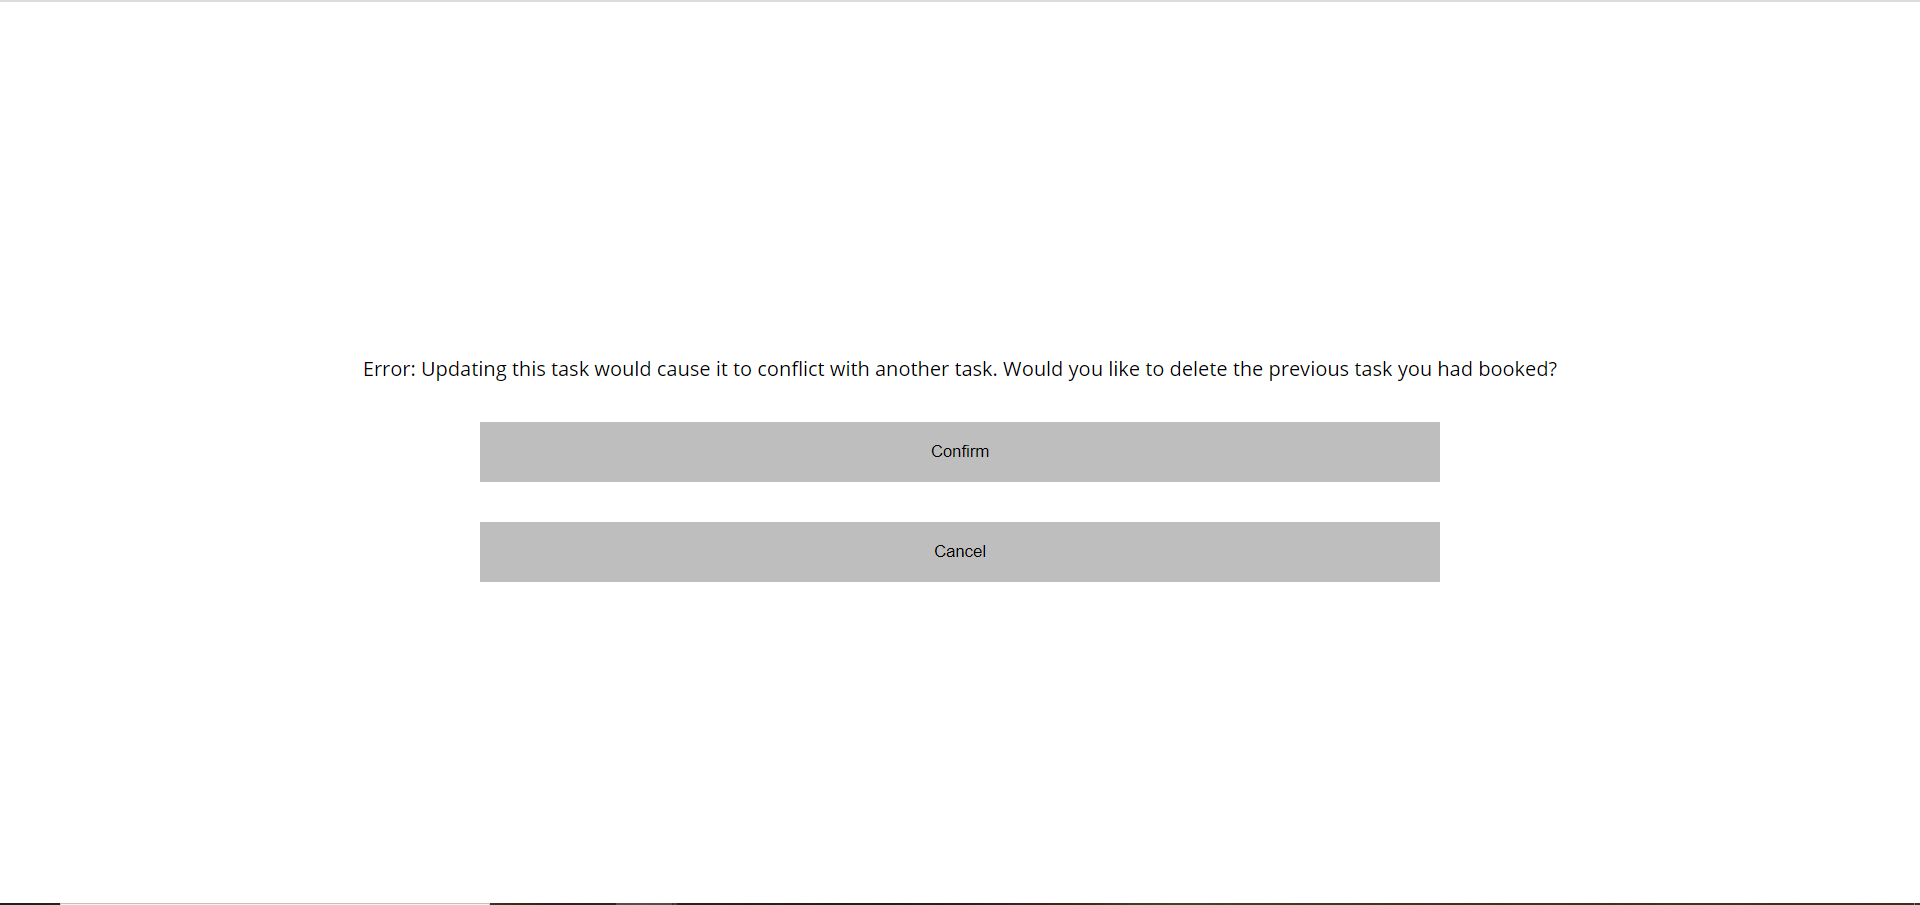 Error: Updating this task would cause it to conflict with another task. Would you like to delete the previous task you had booked?
Confirm
Cancel